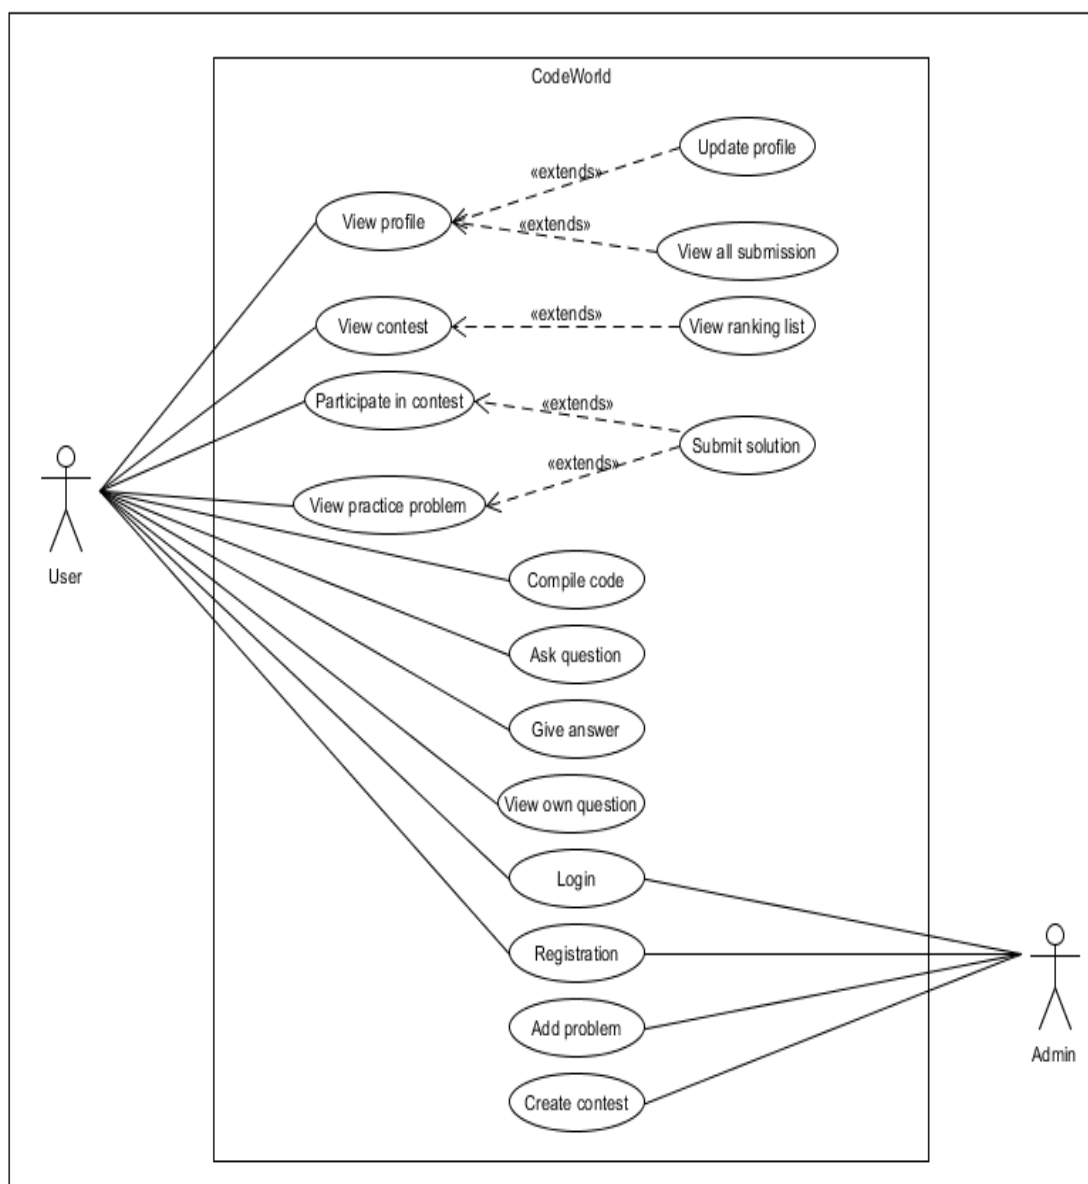 CodeWorld
Update profile
«extends»
View profile
«extends»
View all submission
View contest
«extends»
View ranking list
Participate in contest
«extends»
Submit solution
«extends»
View practice problem
User
Compile code
Ask question
Give answer
View own question
Login
Registration
Add problem
Admin
Create contest